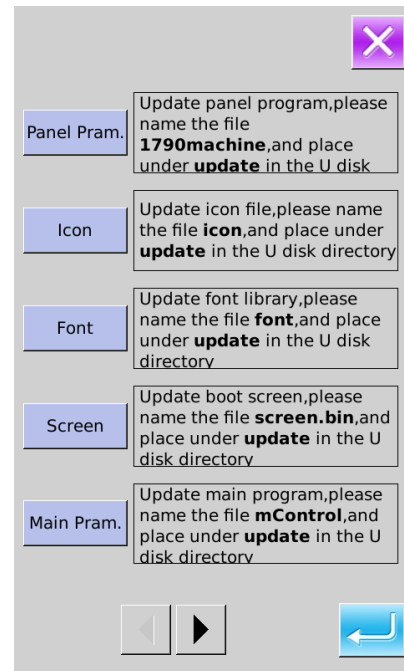 Panel Pram.
Update panel program,please
name the file
1790machine,and place
under update in the U disk
Icon
Update icon file,please name
the file icon,and place under
update in the U disk directory
Font
Update font library,please
name the file font,and place
under update in the U disk
directory
Screen
Update boot screen,please
name the file screen.bin,and
place under update in the U
disk directory
Main Pram.
Update main program,please
name the file mControl,and
place under update in the U
disk directory